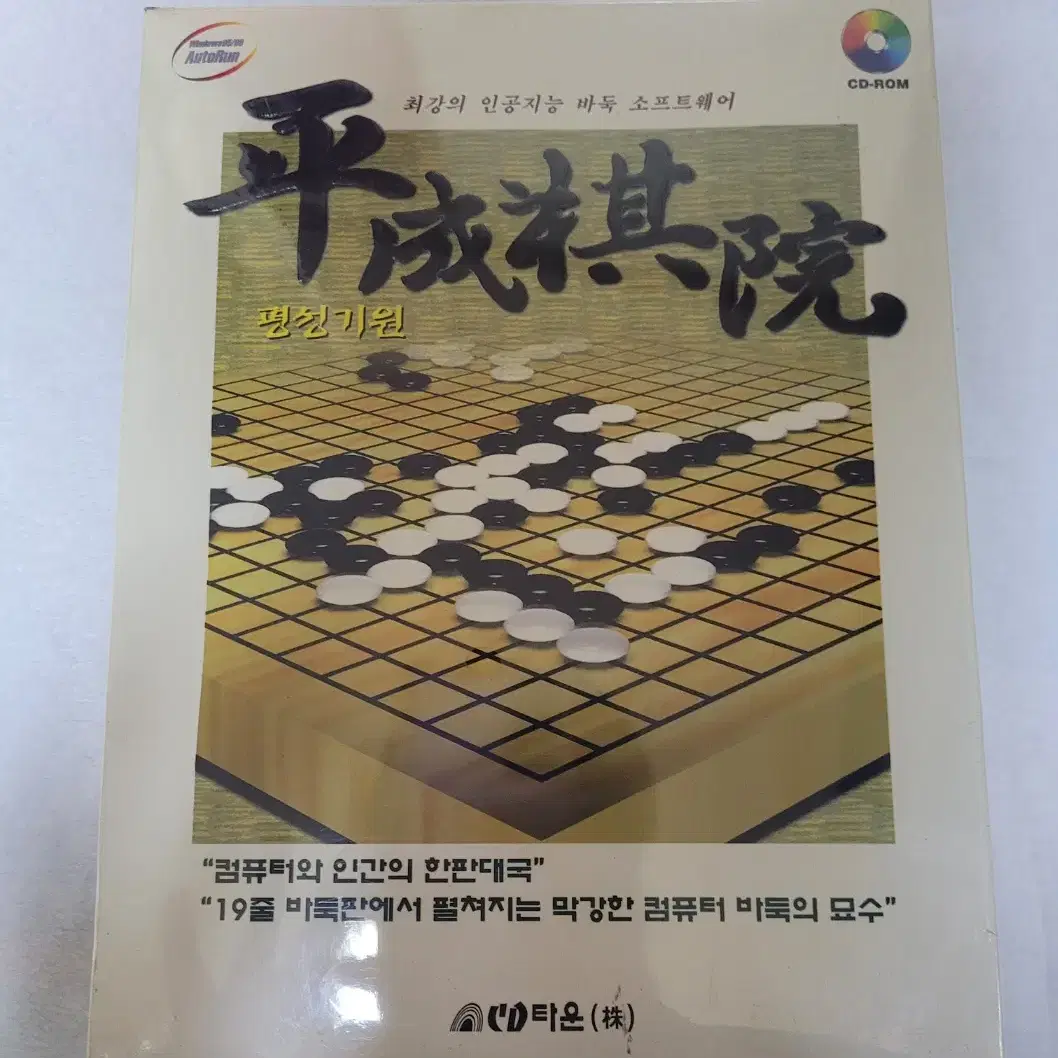 Windows95/98
AutoRun
CD-ROM
최강의 인공지능 바둑 소프트웨어
平成棋院
평성기원
“컴퓨터와 인간의 한판대국”
“19줄 바둑판에서 펼쳐지는 막강한 컴퓨터 바둑의 묘수”
CD타운(株)